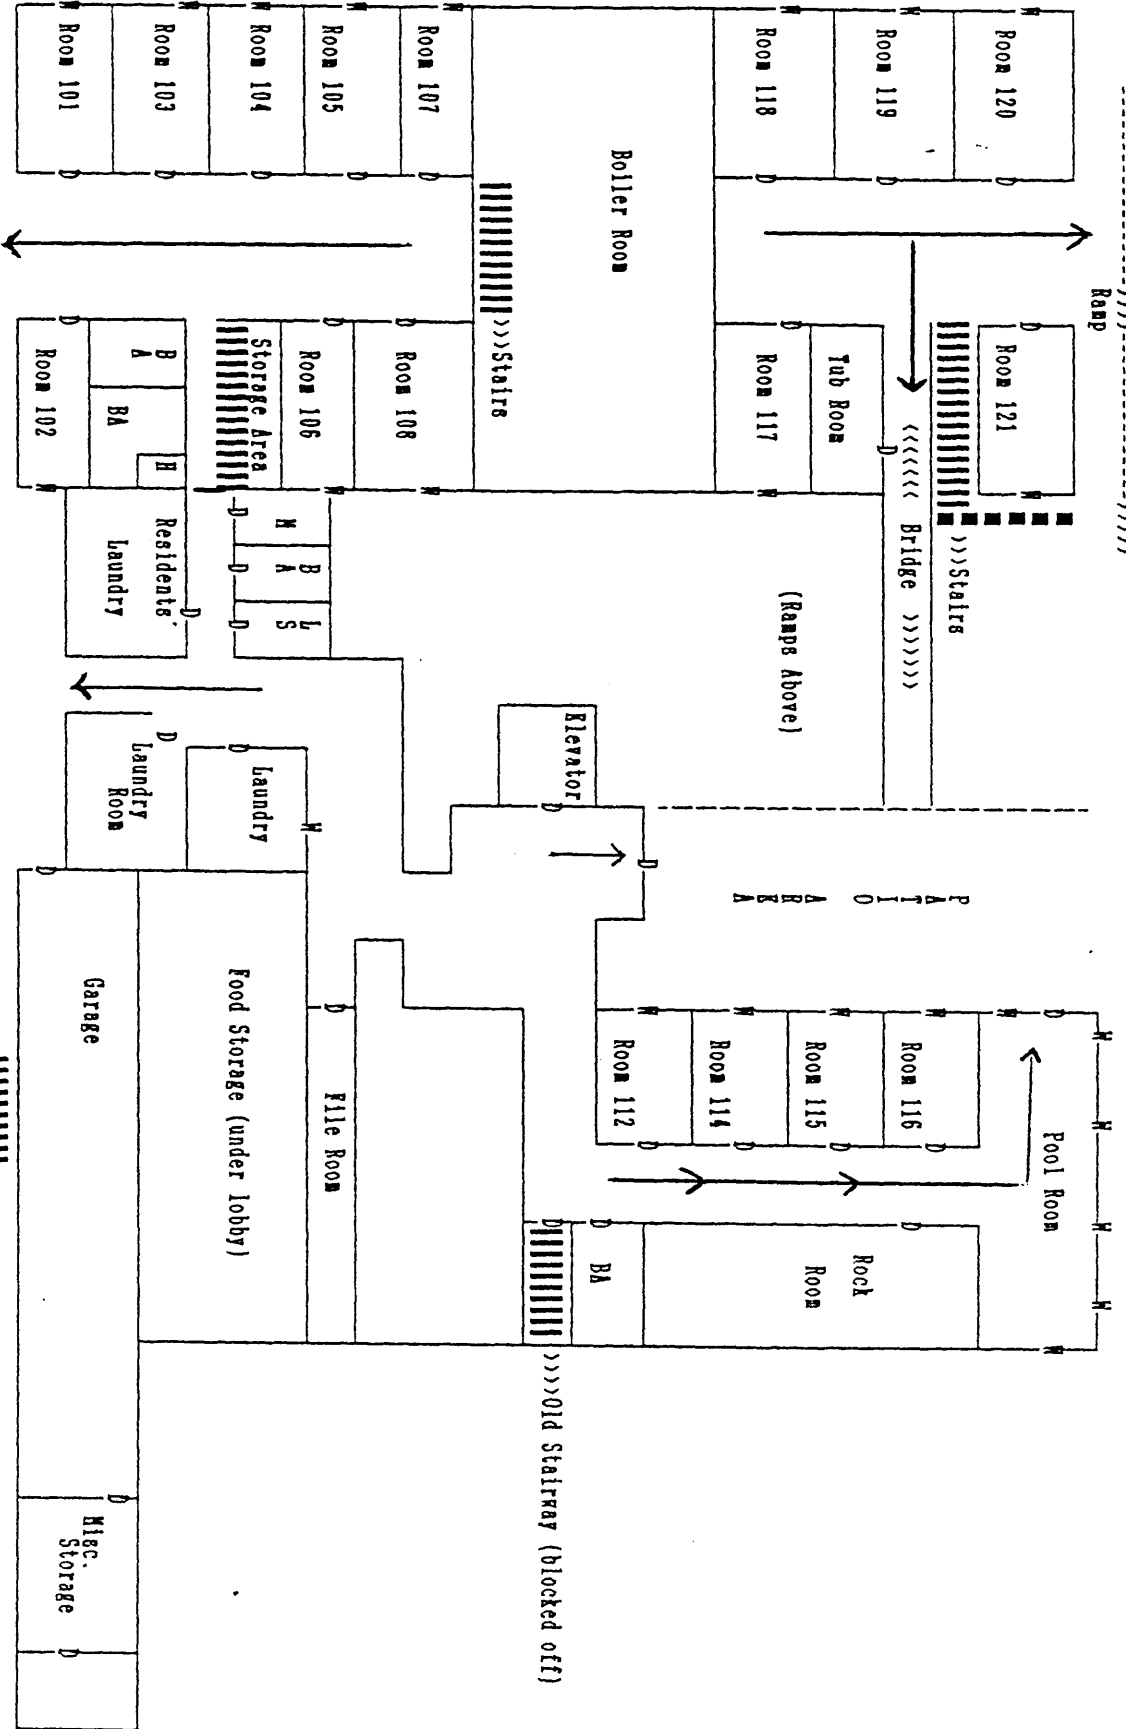 Room 101
Room 103
Room 104
Room 105
Room 107
Boiler Room
Room 118
Room 119
Room 120
Ramp
>>>Stairs
Room 102
BA
BA
H
Storage Area
Room 106
Room 108
Room 117
Tub Room
Room 121
<<<<<< Bridge >>>>>>>
>>>Stairs
(Ramps Above)
Residents'
Laundry
M
BA
LS
Elevator
Laundry
Room
Laundry
PATIO AREA
Garage
Food Storage (under lobby)
File Room
Room 112
Room 114
Room 115
Room 116
Pool Room
BA
Rock
Room
>>>>Old Stairway (blocked off)
Misc.
Storage